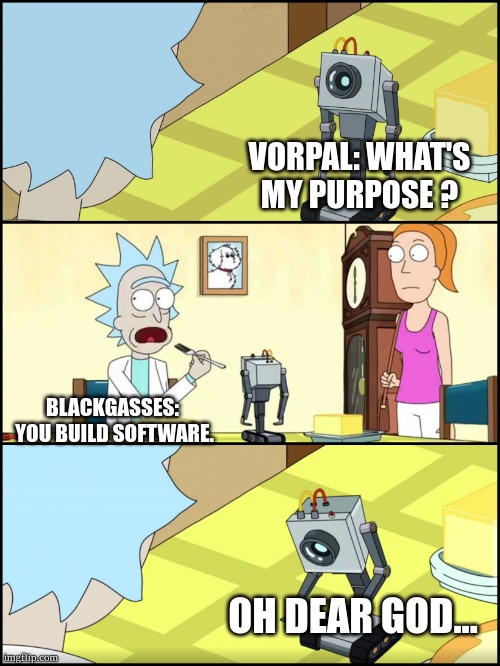 VORPAL: WHAT'S
MY PURPOSE ?
BLACKGASSES:
YOU BUILD SOFTWARE.
OH DEAR GOD...
imgflip.com